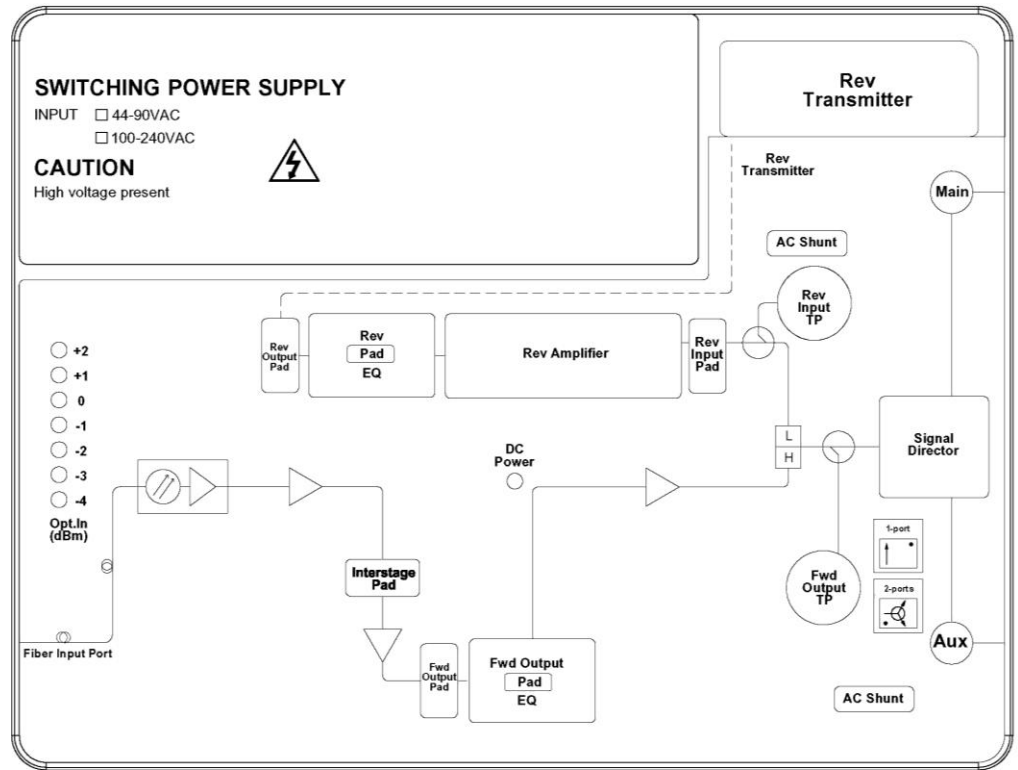 SWITCHING POWER SUPPLY
INPUT □ 44-90VAC
□ 100-240VAC
CAUTION
High voltage present
Rev
Transmitter
Rev
Transmitter
Main
AC Shunt
Rev
Input
TP
Rev
Output
Pad
Rev
Pad
EQ
Rev Amplifier
Rev
Input
Pad
+2
+1
0
-1
-2
-3
-4
Opt.In
(dBm)
L
H
Signal
Director
DC
Power
1-port
Interstage
Pad
Fwd
Output
TP
2-ports
Fiber Input Port
Fwd
Output
Pad
Fwd Output
Pad
EQ
Aux
AC Shunt